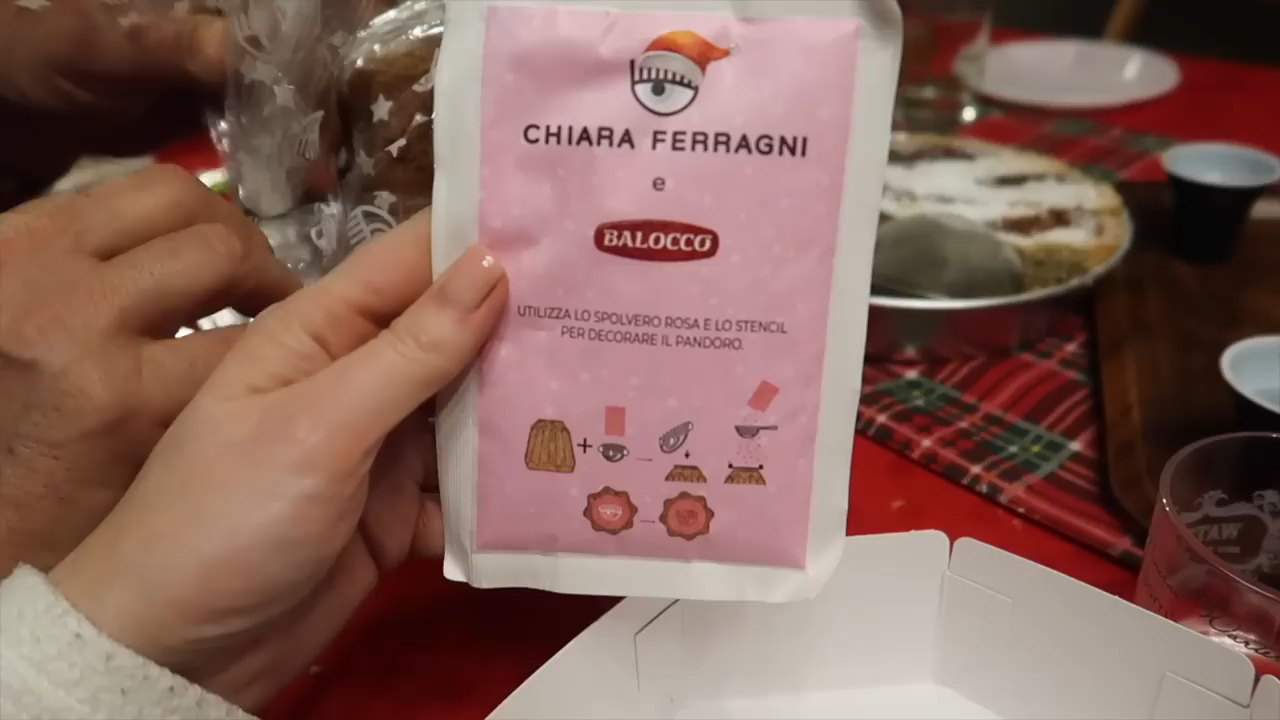 CHIARA FERRAGNI
e
BALOCCO
UTILIZZA LO SPOLVERO ROSA E LO STENCIL
PER DECORARE IL PANDORO.